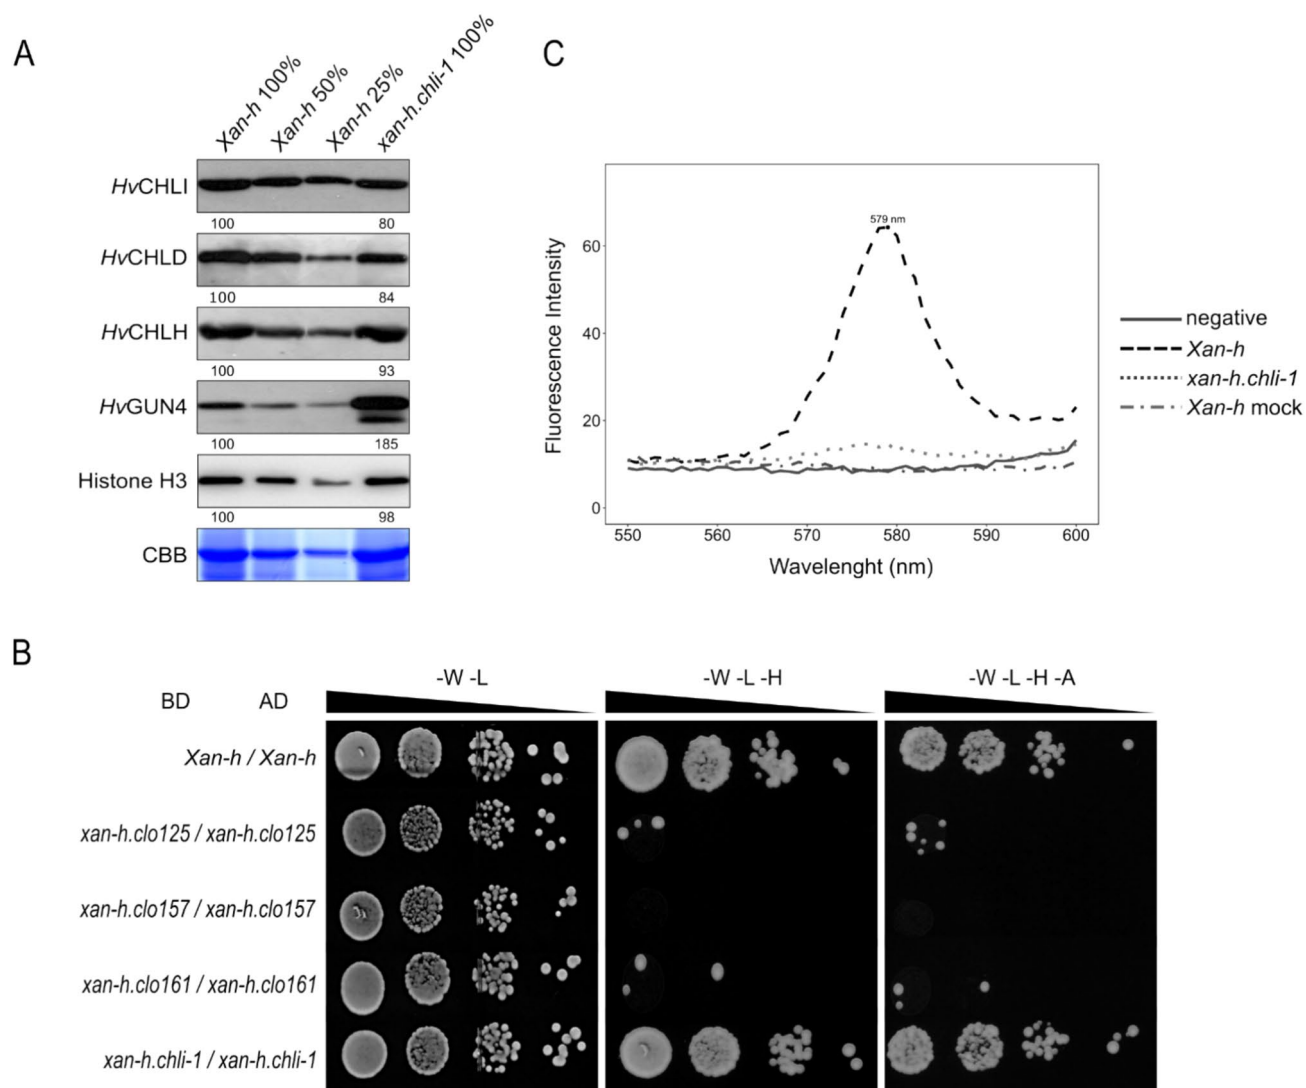 A
Xan-h 100%
Xan-h 50%
Xan-h 25%
xan-h.chli-1 100%
HvCHLI
100 80
HvCHLD
100 84
HvCHLH
100 93
HvGUN4
100 185
Histone H3
100 98
CBB
C
Fluorescence Intensity
60
40
20
0
579 nm
550 560 570 580 590 600
Wavelenght (nm)
negative
Xan-h
xan-h.chli-1
Xan-h mock
B
BD AD
-W -L
-W -L -H
-W -L -H -A
Xan-h / Xan-h
xan-h.clo125 / xan-h.clo125
xan-h.clo157 / xan-h.clo157
xan-h.clo161 / xan-h.clo161
xan-h.chli-1 / xan-h.chli-1